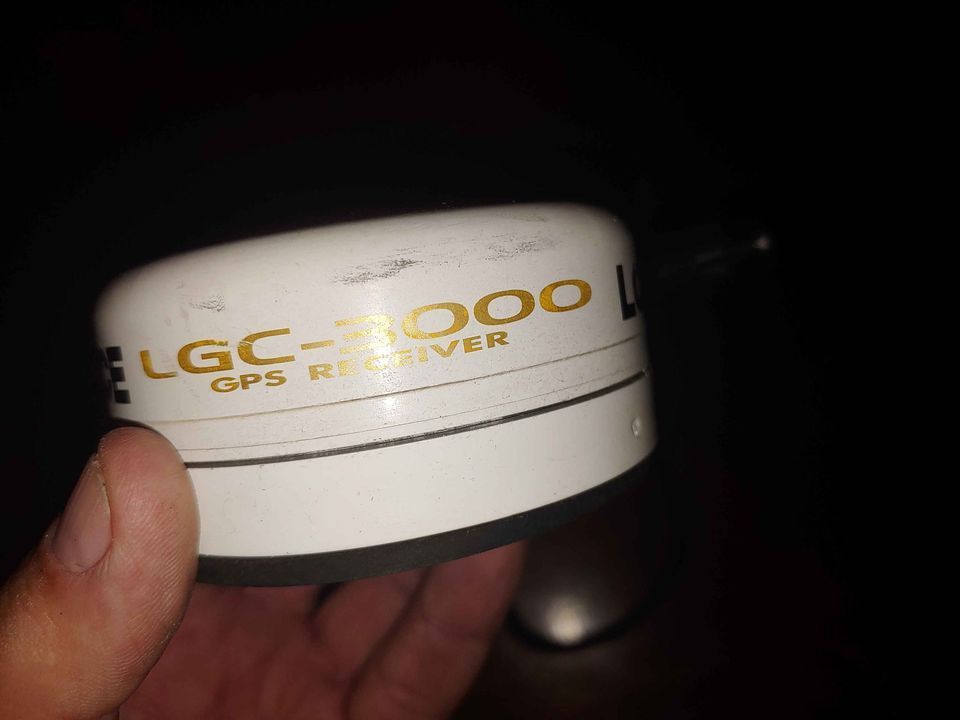 LGC-3000
GPS RECEIVER